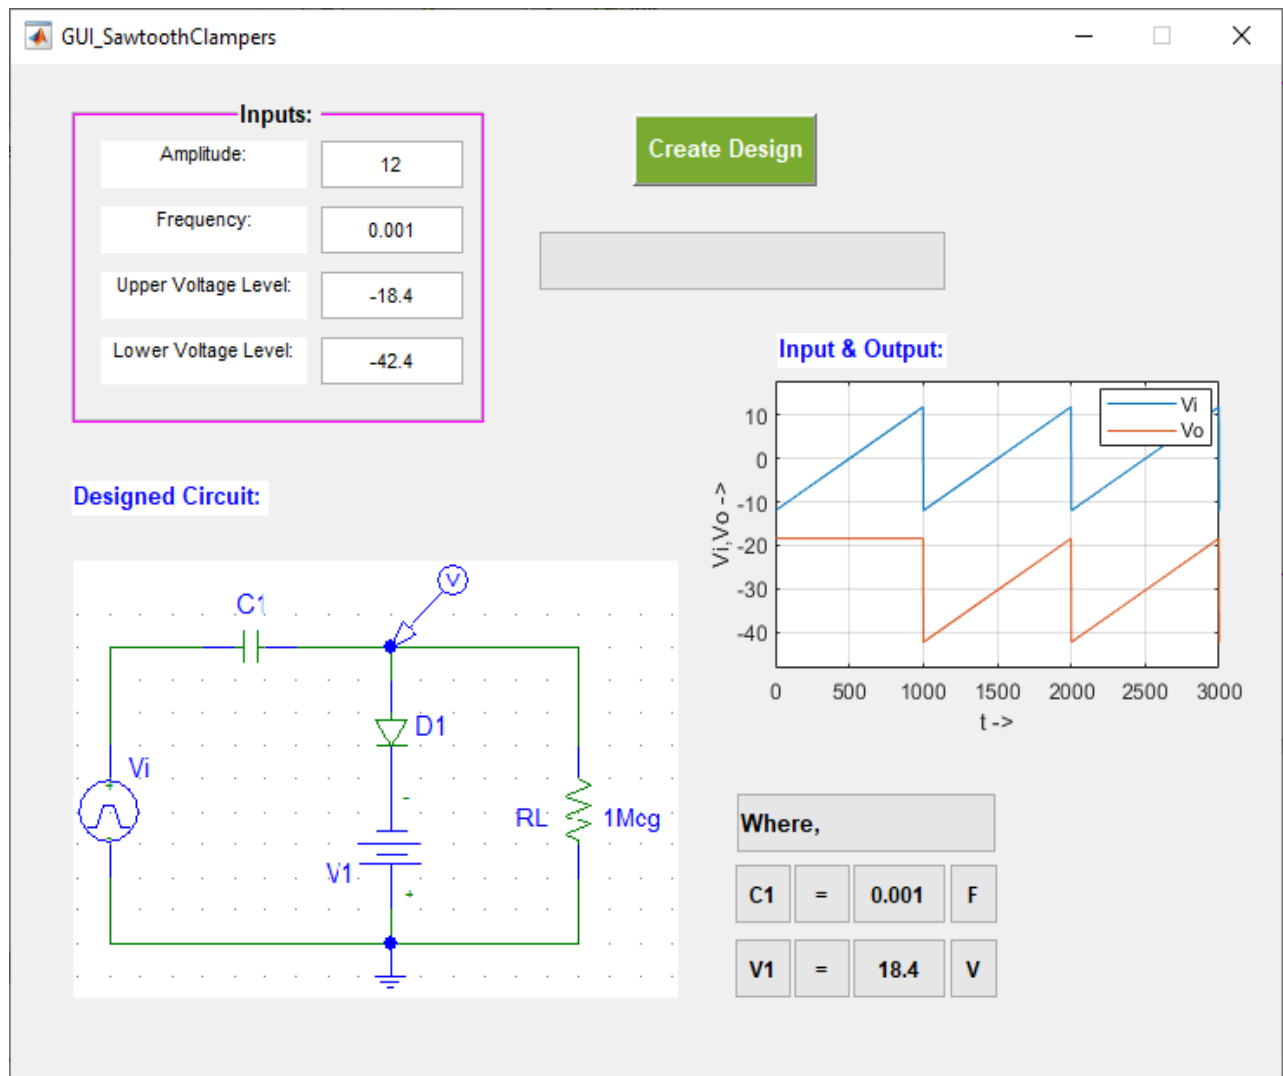 GUI_SawtoothClampers
Inputs:
Amplitude:
12
Frequency:
0.001
Upper Voltage Level:
-18.4
Lower Voltage Level:
-42.4
Create Design
Input & Output:
Vi
Vo
10
0
-10
-20
-30
-40
Vi,Vo ->
0 500 1000 1500 2000 2500 3000
t ->
Designed Circuit:
V
C1
D1
Vi
+
-
RL
1Meg
V1
+
Where,
C1 = 0.001 F
V1 = 18.4 V